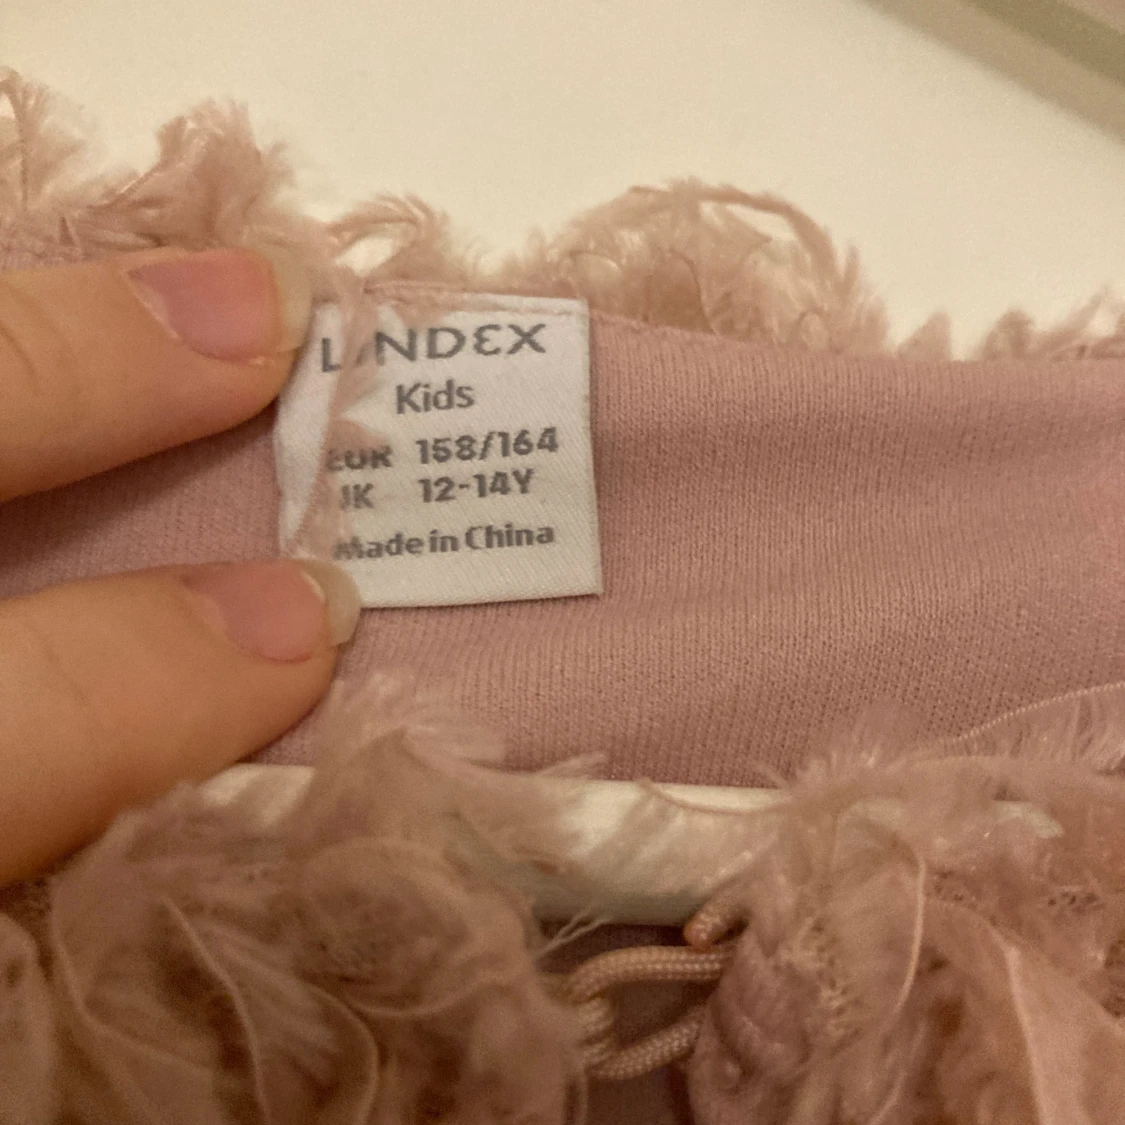 LINDEX
Kids
EUR 158/164
UK 12-14Y
Made in China